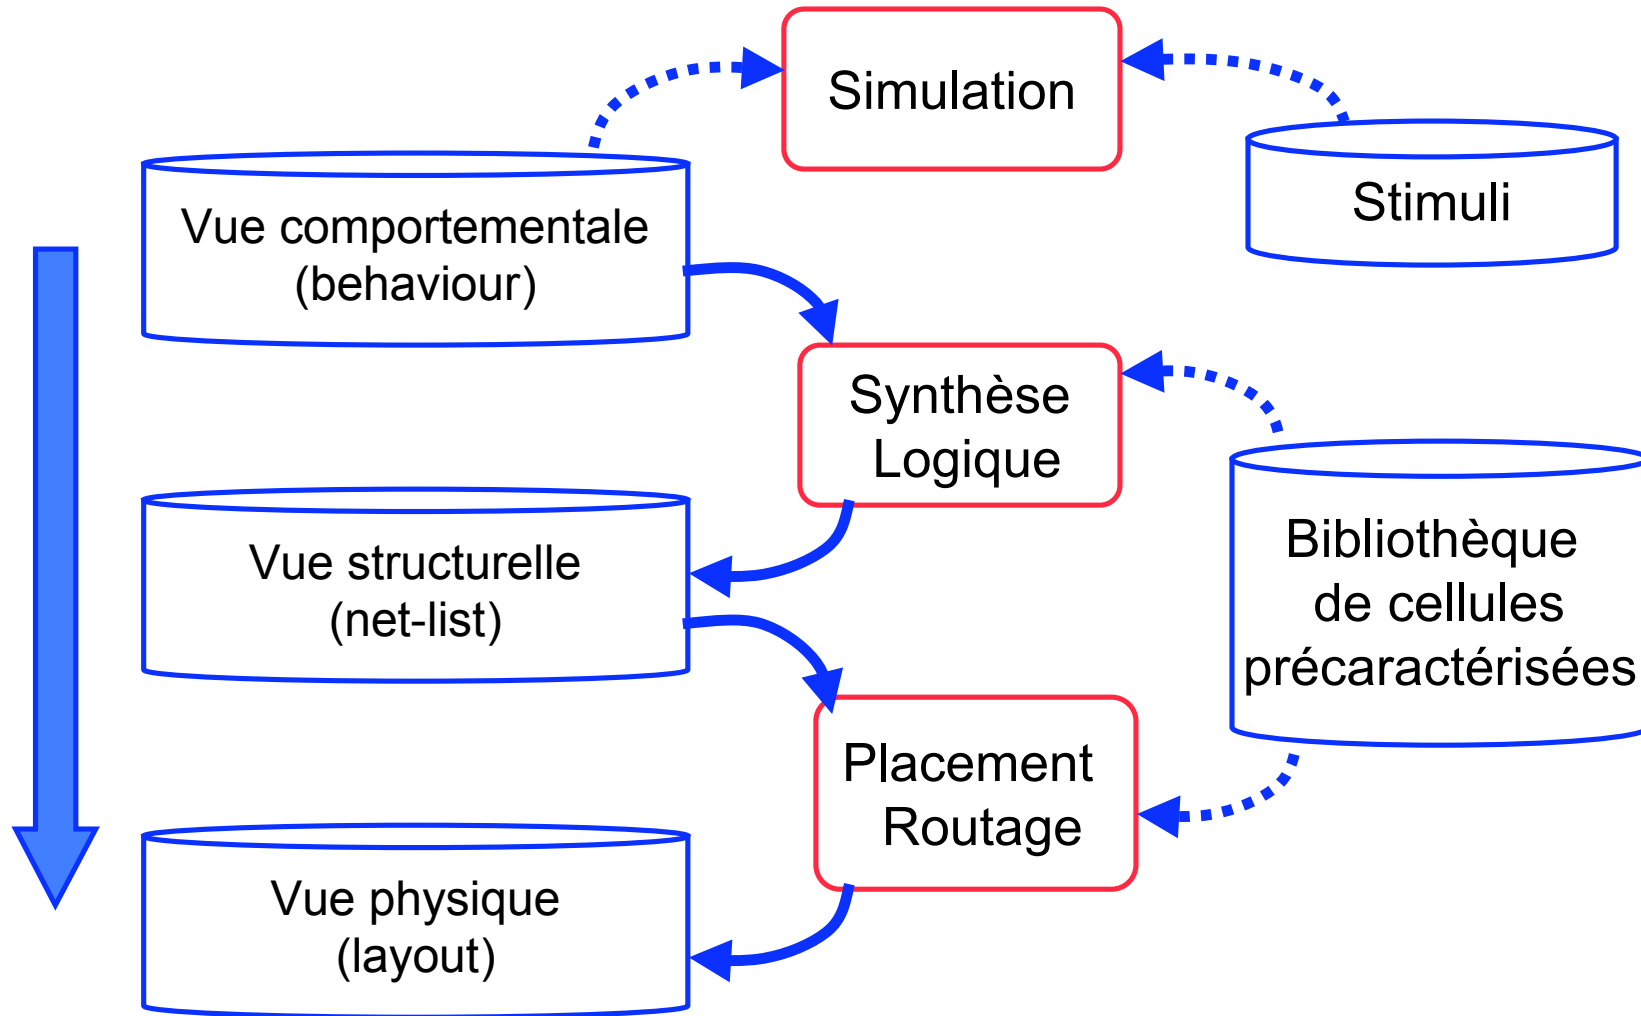 Simulation
Stimuli
Vue comportementale
(behaviour)
Synthèse
Logique
Vue structurelle
(net-list)
Bibliothèque
de cellules
précaractérisées
Placement
Routage
Vue physique
(layout)